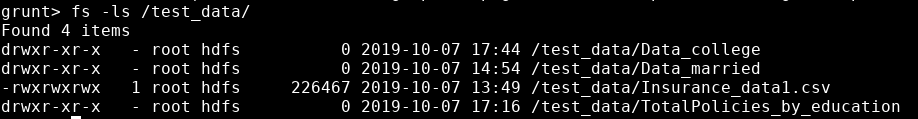 grunt> fs -ls /test_data/
Found 4 items
drwxr-xr-x   - root hdfs          0 2019-10-07 17:44 /test_data/Data_college
drwxr-xr-x   - root hdfs          0 2019-10-07 14:54 /test_data/Data_married
-rwxrwxrwx   1 root hdfs     226467 2019-10-07 13:49 /test_data/Insurance_data1.csv
drwxr-xr-x   - root hdfs          0 2019-10-07 17:16 /test_data/TotalPolicies_by_education